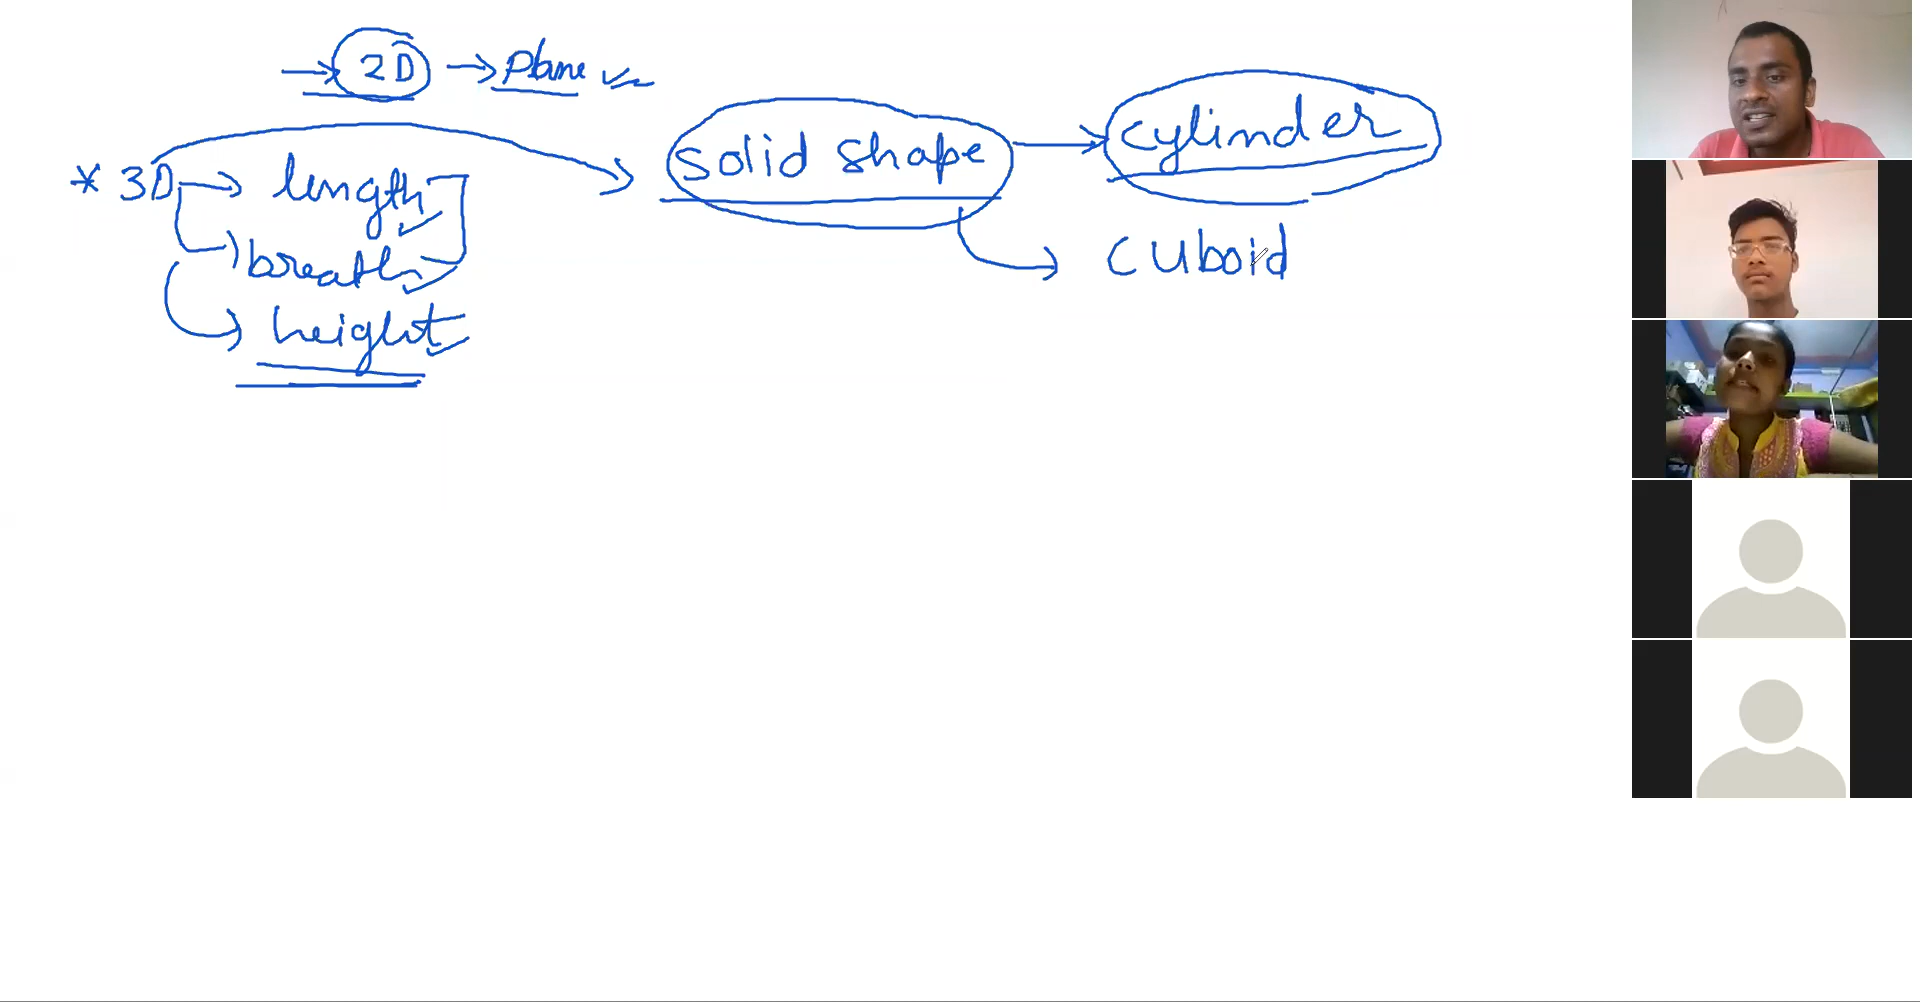 → 2D → Plane
* 3D → length
breath
height
solid shape → cylinder
→ cuboid